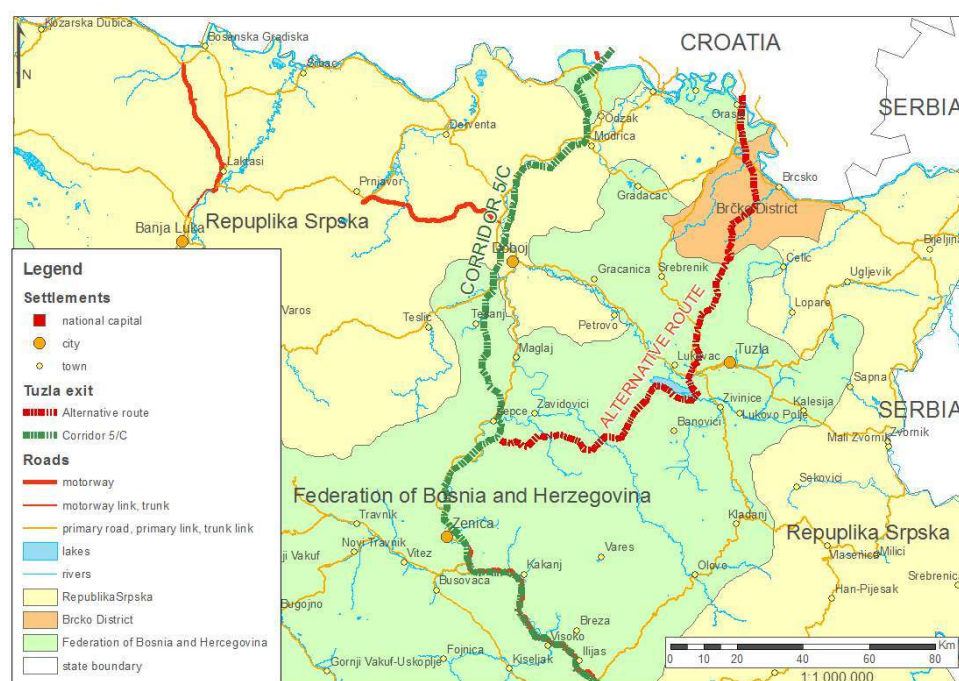 Kozarska Dubica
Bosanska Gradiska
CROATIA
N
Srbac
SERBIA
Odzak
Orasje
Derventa
Modrica
Laktasi
Prnjavor
Gradacac
Brcsko
Repuplika Srpska
Brčko District
Banja Luka
CORRIDOR 5/C
Doboj
Bijeljina
Gracanica
Srebrenik
Celic
Ugljevik
Legend
Settlements
national capital
city
town
Tuzla exit
Alternative route
Corridor 5/C
Roads
motorway
motorway link, trunk
primary road, primary link, trunk link
lakes
rivers
RepublikaSrpska
Brcko District
Federation of Bosnia and Hercegovina
state boundary
Varos
Teslic
Tesanj
Petrovo
Lopare
ALTERNATIVE ROUTE
Maglaj
Lukavac
Tuzla
Sapna
Zepce
Zavidovici
Zivinice
Kalesija
Lukovo Polje
SERBIA
Banovici
Mali Zvornik
Zvornik
Sekovici
Federation of Bosnia and Herzegovina
Travnik
Zenica
Kladanj
Repuplika Srpska
ji Vakuf
Novi Travnik
Vitez
Vares
Vlasenica
Milici
Kakanj
Olovo
Busovaca
Han-Pijesak
Srebrenica
Bugojno
Breza
Visoko
Fojnica
Ilijas
Gornji Vakuf-Uskoplje
Kiseljak
0 10 20 40 60 80
Km
1:1 000 000